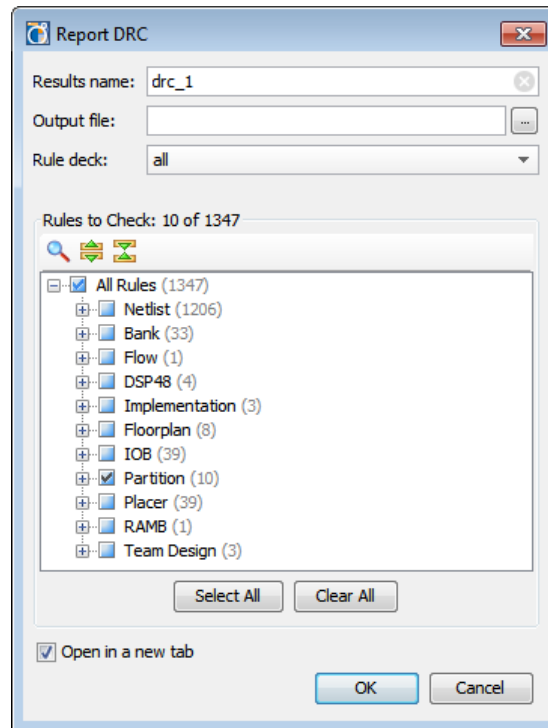 Report DRC
Results name: drc_1
Output file: ...
Rule deck: all
Rules to Check: 10 of 1347
All Rules (1347)
Netlist (1206)
Bank (33)
Flow (1)
DSP48 (4)
Implementation (3)
Floorplan (8)
IOB (39)
Partition (10)
Placer (39)
RAMB (1)
Team Design (3)
Select All Clear All
Open in a new tab
OK Cancel